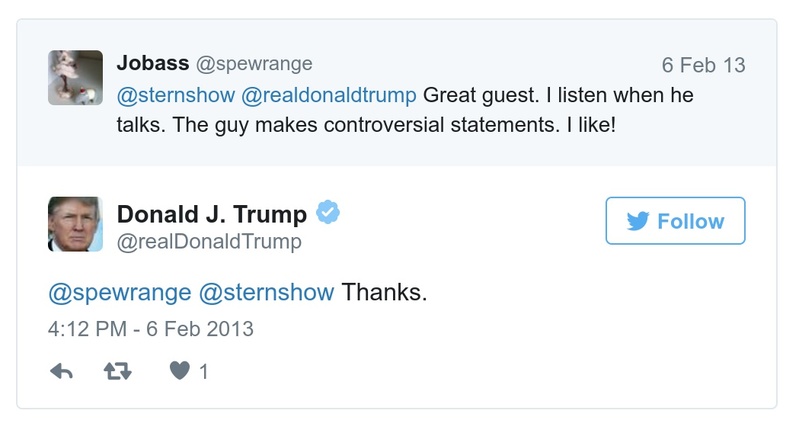 Jobass @spewrange 6 Feb 13
@sternshow @realdonaldtrump Great guest. I listen when he
talks. The guy makes controversial statements. I like!
Donald J. Trump
@realDonaldTrump
Follow
@spewrange @sternshow Thanks.
4:12 PM - 6 Feb 2013
1